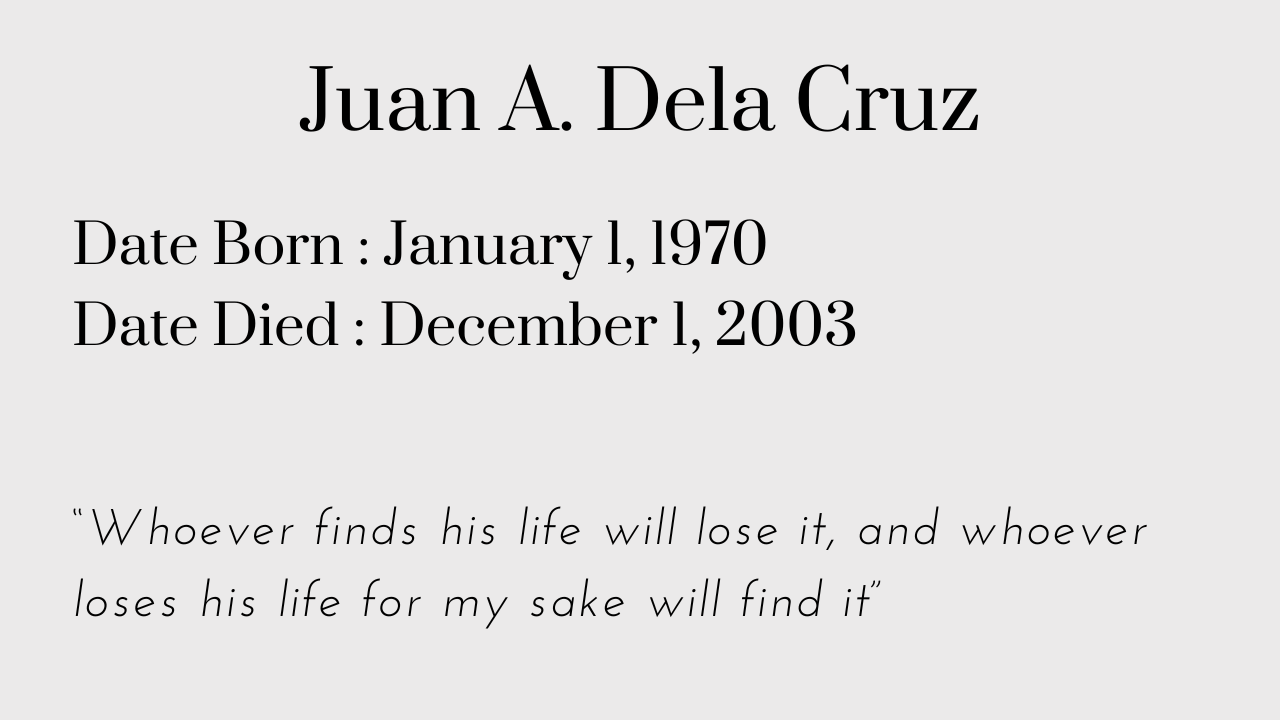 Juan A. Dela Cruz
Date Born : January 1, 1970
Date Died : December 1, 2003
“Whoever finds his life will lose it, and whoever
loses his life for my sake will find it”